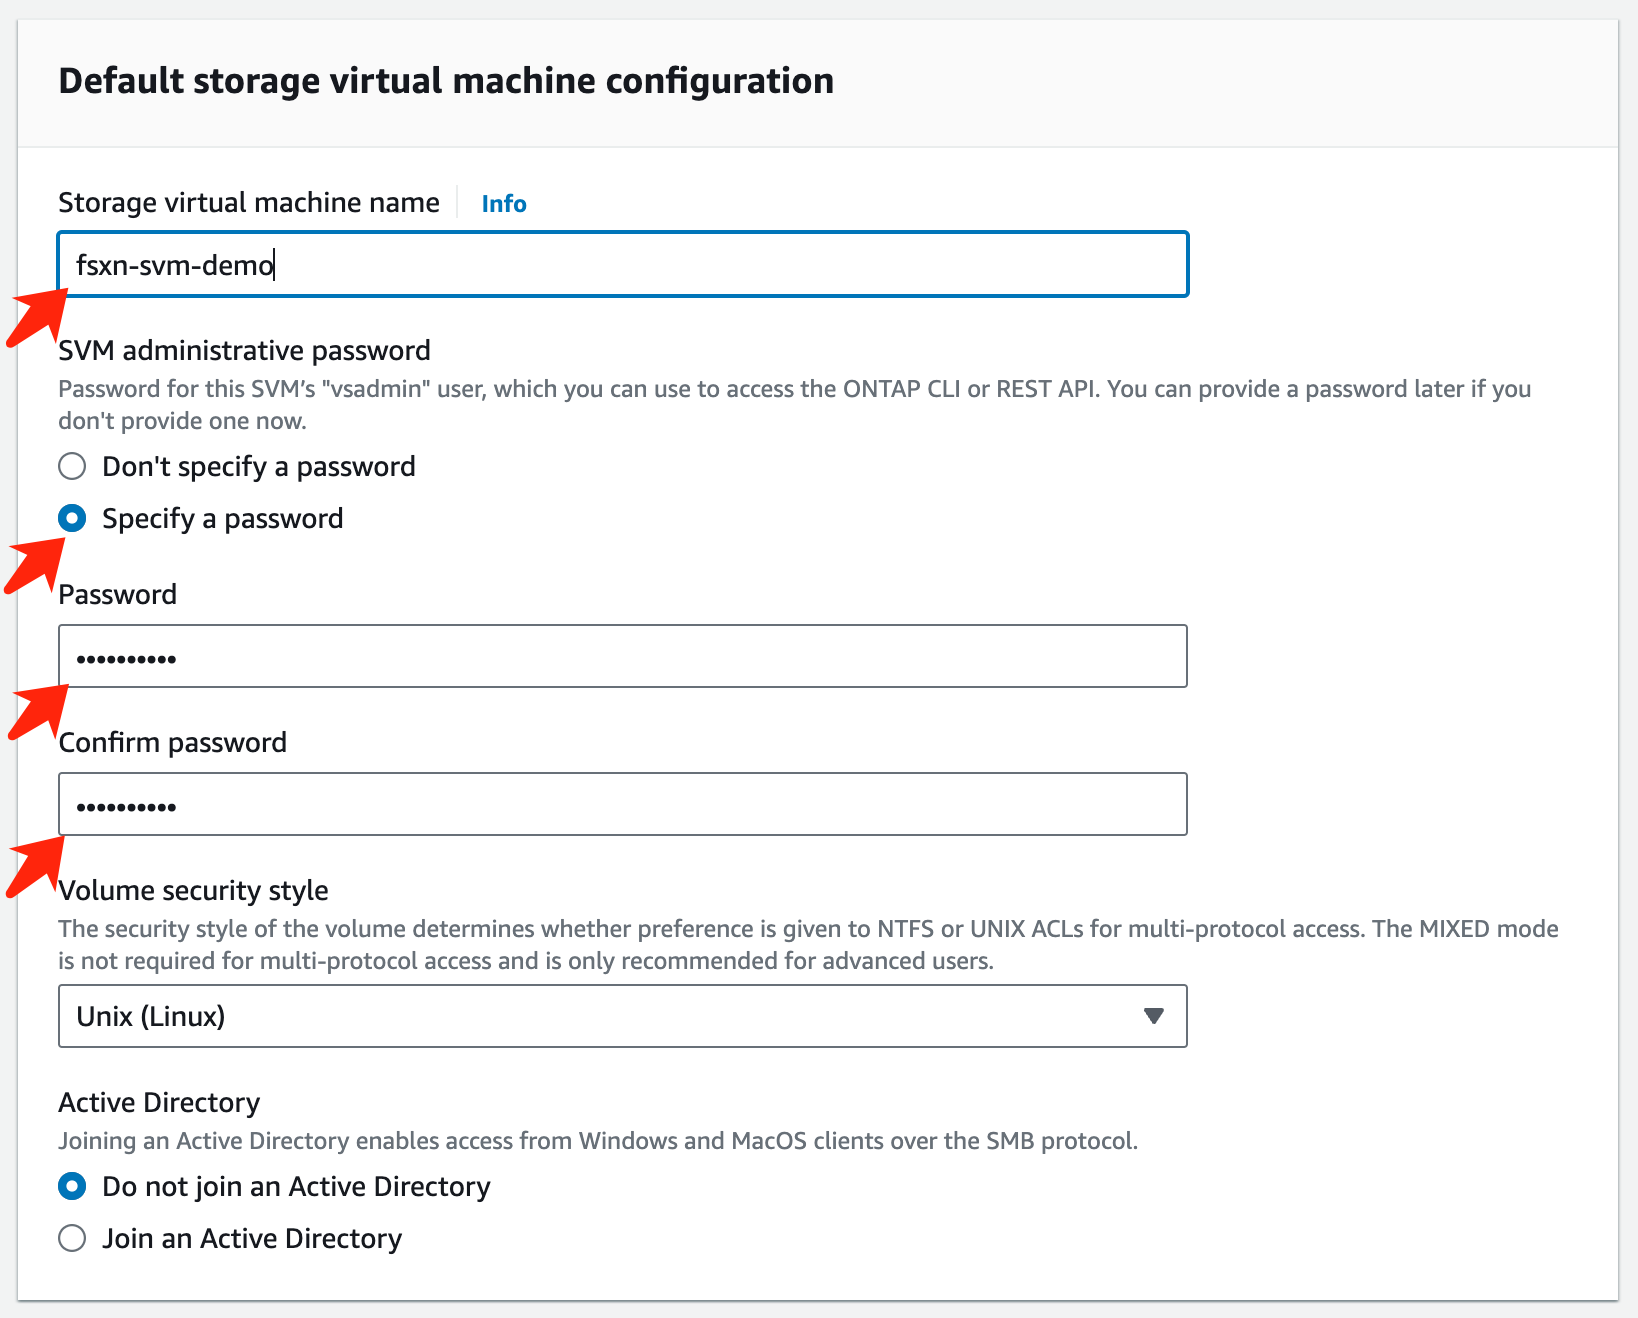 Default storage virtual machine configuration
Storage virtual machine name Info
fsxn-svm-demo
SVM administrative password
Password for this SVM’s "vsadmin" user, which you can use to access the ONTAP CLI or REST API. You can provide a password later if you
don't provide one now.
Don't specify a password
Specify a password
Password
••••••••••
Confirm password
••••••••••
Volume security style
The security style of the volume determines whether preference is given to NTFS or UNIX ACLs for multi-protocol access. The MIXED mode
is not required for multi-protocol access and is only recommended for advanced users.
Unix (Linux)
Active Directory
Joining an Active Directory enables access from Windows and MacOS clients over the SMB protocol.
Do not join an Active Directory
Join an Active Directory